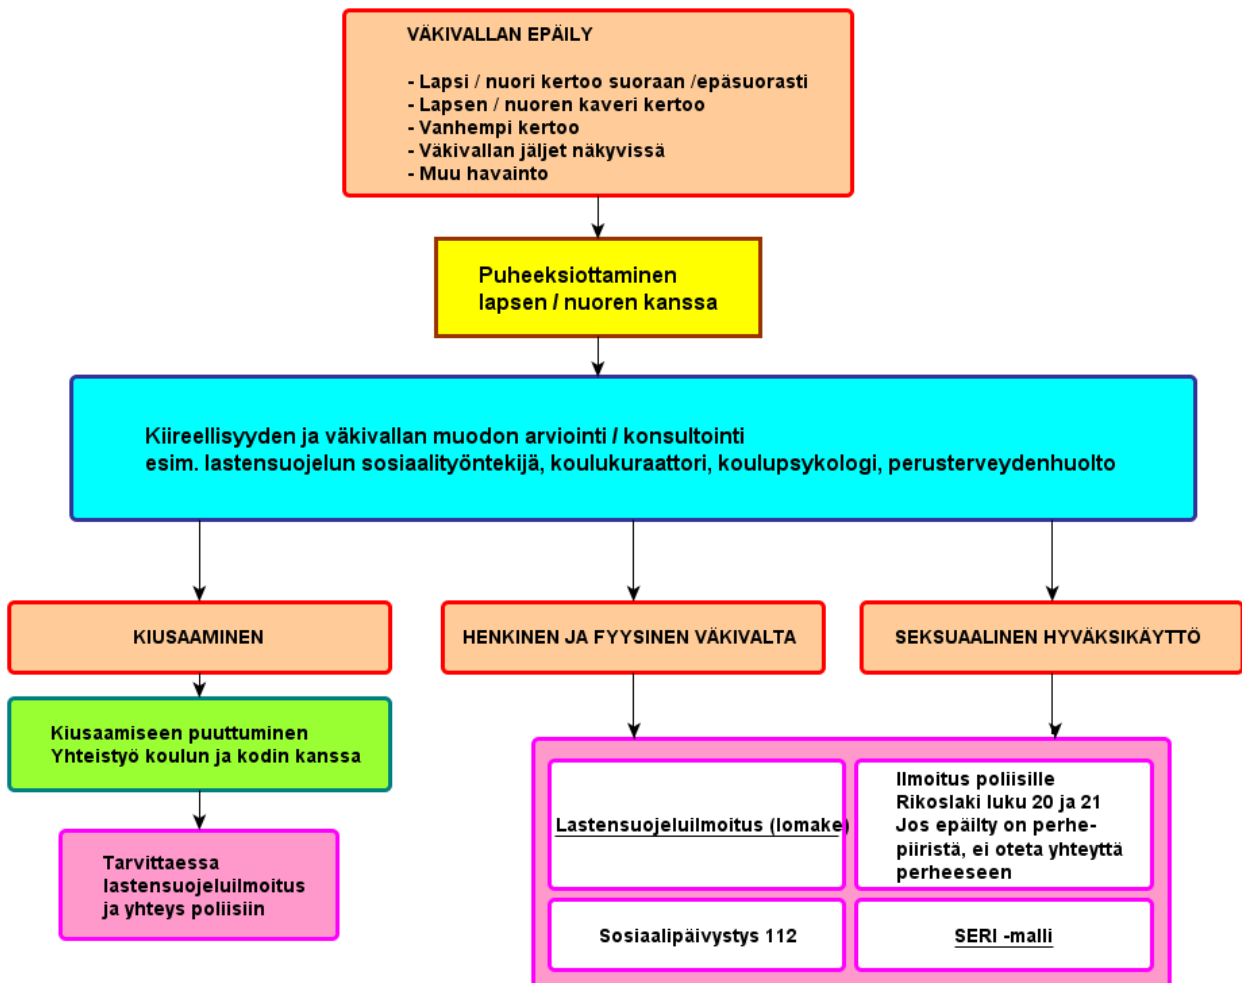 VÄKIVALLAN EPÄILY
- Lapsi / nuori kertoo suoraan /epäsuorasti
- Lapsen / nuoren kaveri kertoo
- Vanhempi kertoo
- Väkivallan jäljet näkyvissä
- Muu havainto
Puheeksiottaminen
lapsen / nuoren kanssa
Kiireellisyyden ja väkivallan muodon arviointi / konsultointi
esim. lastensuojelun sosiaalityöntekijä, koulukuraattori, koulupsykologi, perusterveydenhuolto
KIUSAAMINEN
HENKINEN JA FYYSINEN VÄKIVALTA
SEKSUAALINEN HYVÄKSIKÄYTTÖ
Kiusaamiseen puuttuminen
Yhteistyö koulun ja kodin kanssa
Tarvittaessa
lastensuojeluilmoitus
ja yhteys poliisiin
Lastensuojeluilmoitus (lomake)
Ilmoitus poliisille
Rikoslaki luku 20 ja 21
Jos epäilty on perhe-
piiristä, ei oteta yhteyttä
perheeseen
Sosiaalipäivystys 112
SERI -malli